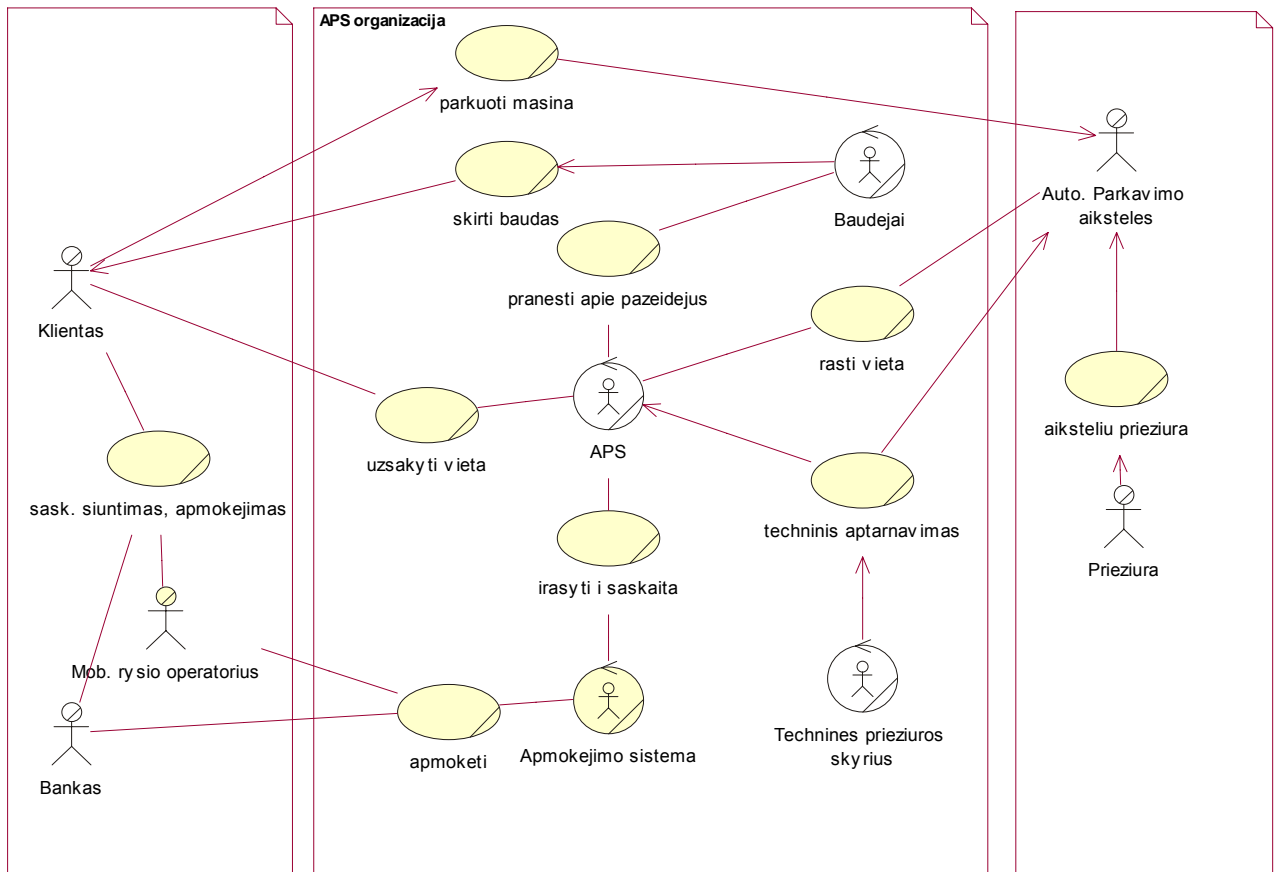 APS organizacija
parkuoti masina
skirti baudas
Baudejai
Auto. Parkavimo
aiksteles
pranesti apie pazeidejus
Klientas
rasti vieta
uzsakyti vieta
APS
aiksteliu prieziura
sask. siuntimas, apmokejimas
techninis aptarnavimas
irasyti i saskaita
Prieziura
Mob. rysio operatorius
Bankas
apmoketi
Apmokejimo sistema
Technines prieziuros
skyrius